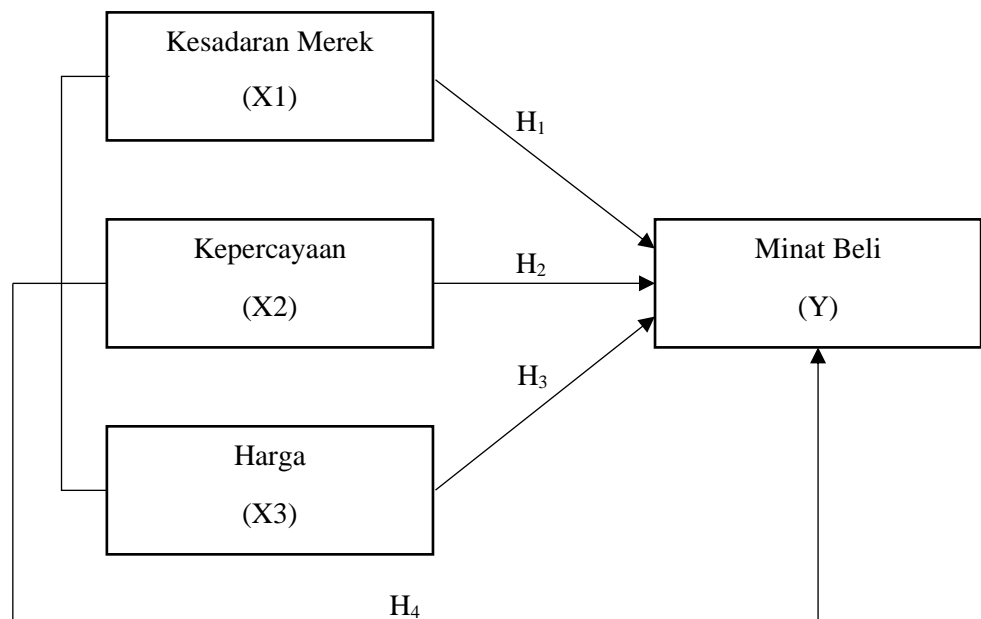 Kesadaran Merek
(X1)
H₁
Kepercayaan
(X2)
H₂
Minat Beli
(Y)
H₃
Harga
(X3)
H₄